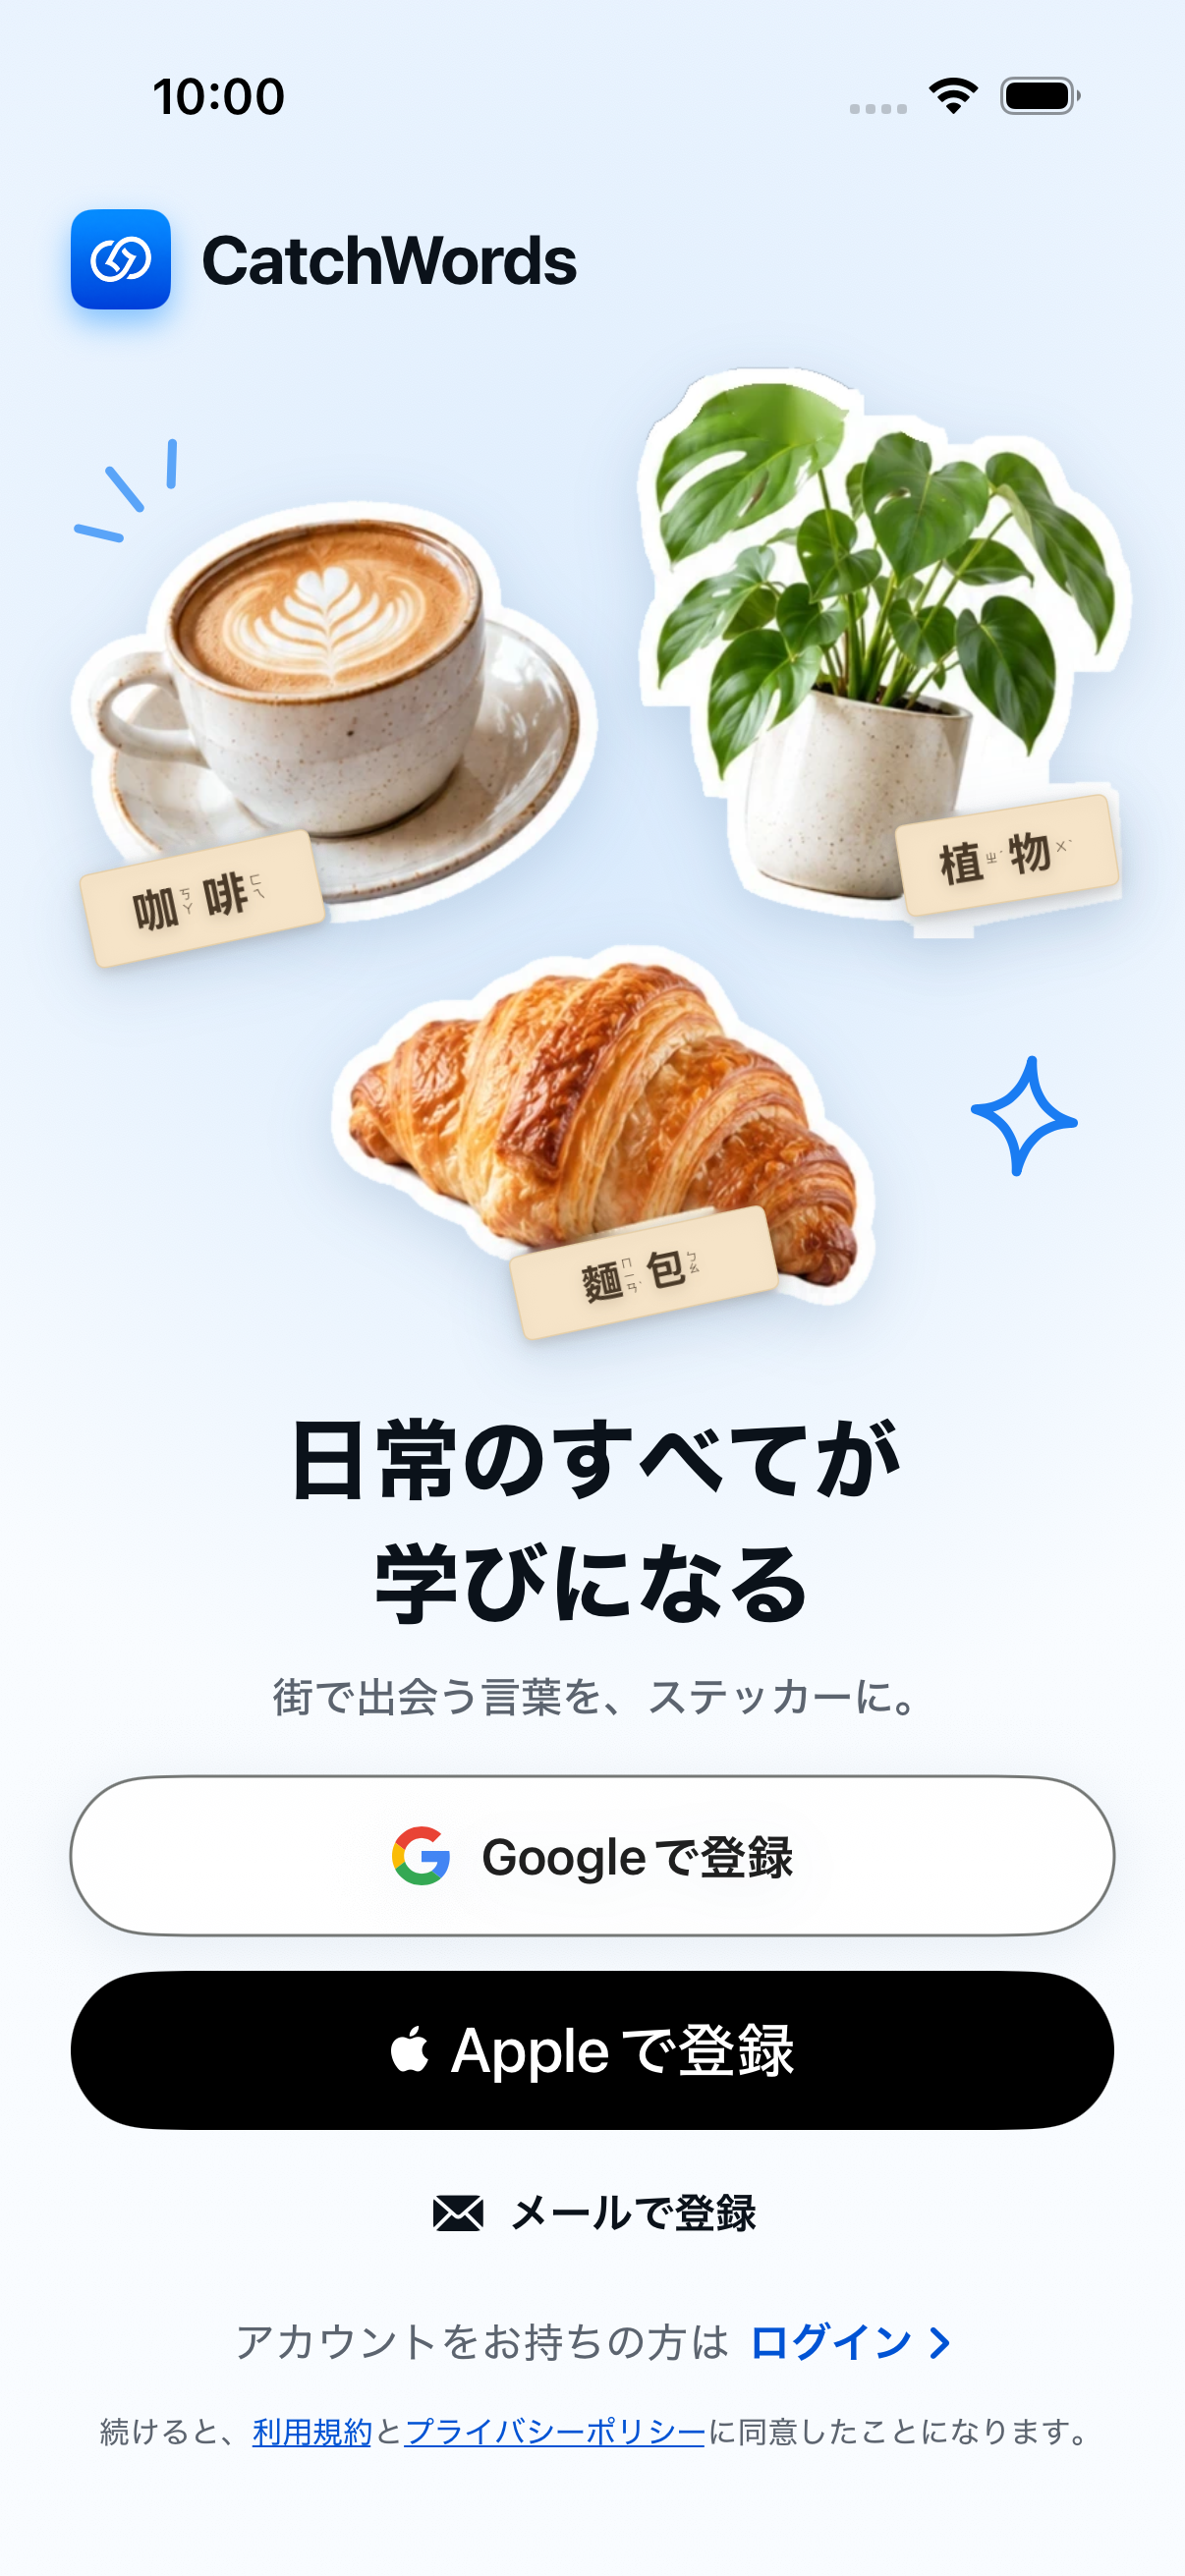 10:00
CatchWords
咖ㄎㄚ啡ㄈㄟ
植ㄓˊ物ㄨˋ
麵ㄇㄧㄢˋ包ㄅㄠ
日常のすべてが
学びになる
街で出会う言葉を、ステッカーに。
Googleで登録
Appleで登録
メールで登録
アカウントをお持ちの方は ログイン
続けると、利用規約とプライバシーポリシーに同意したことになります。